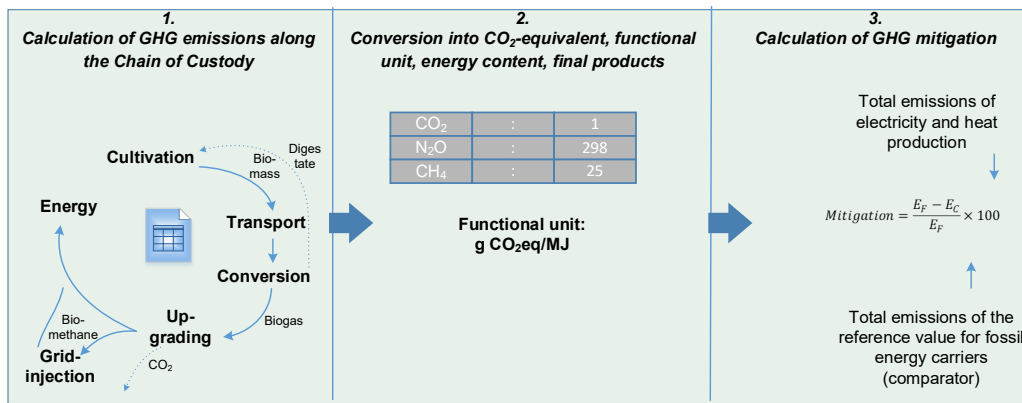 1.
Calculation of GHG emissions along
the Chain of Custody
Cultivation
Diges
tate
Bio-
mass
Energy
Transport
Conversion
Biogas
Up-
grading
Bio-
methane
Grid-
injection
CO₂
2.
Conversion into CO₂-equivalent, functional
unit, energy content, final products
CO₂ : 1
N₂O : 298
CH₄ : 25
Functional unit:
g CO₂eq/MJ
3.
Calculation of GHG mitigation
Total emissions of
electricity and heat
production
Mitigation = (E_F − E_C) / E_F × 100
Total emissions of the
reference value for fossil
energy carriers
(comparator)